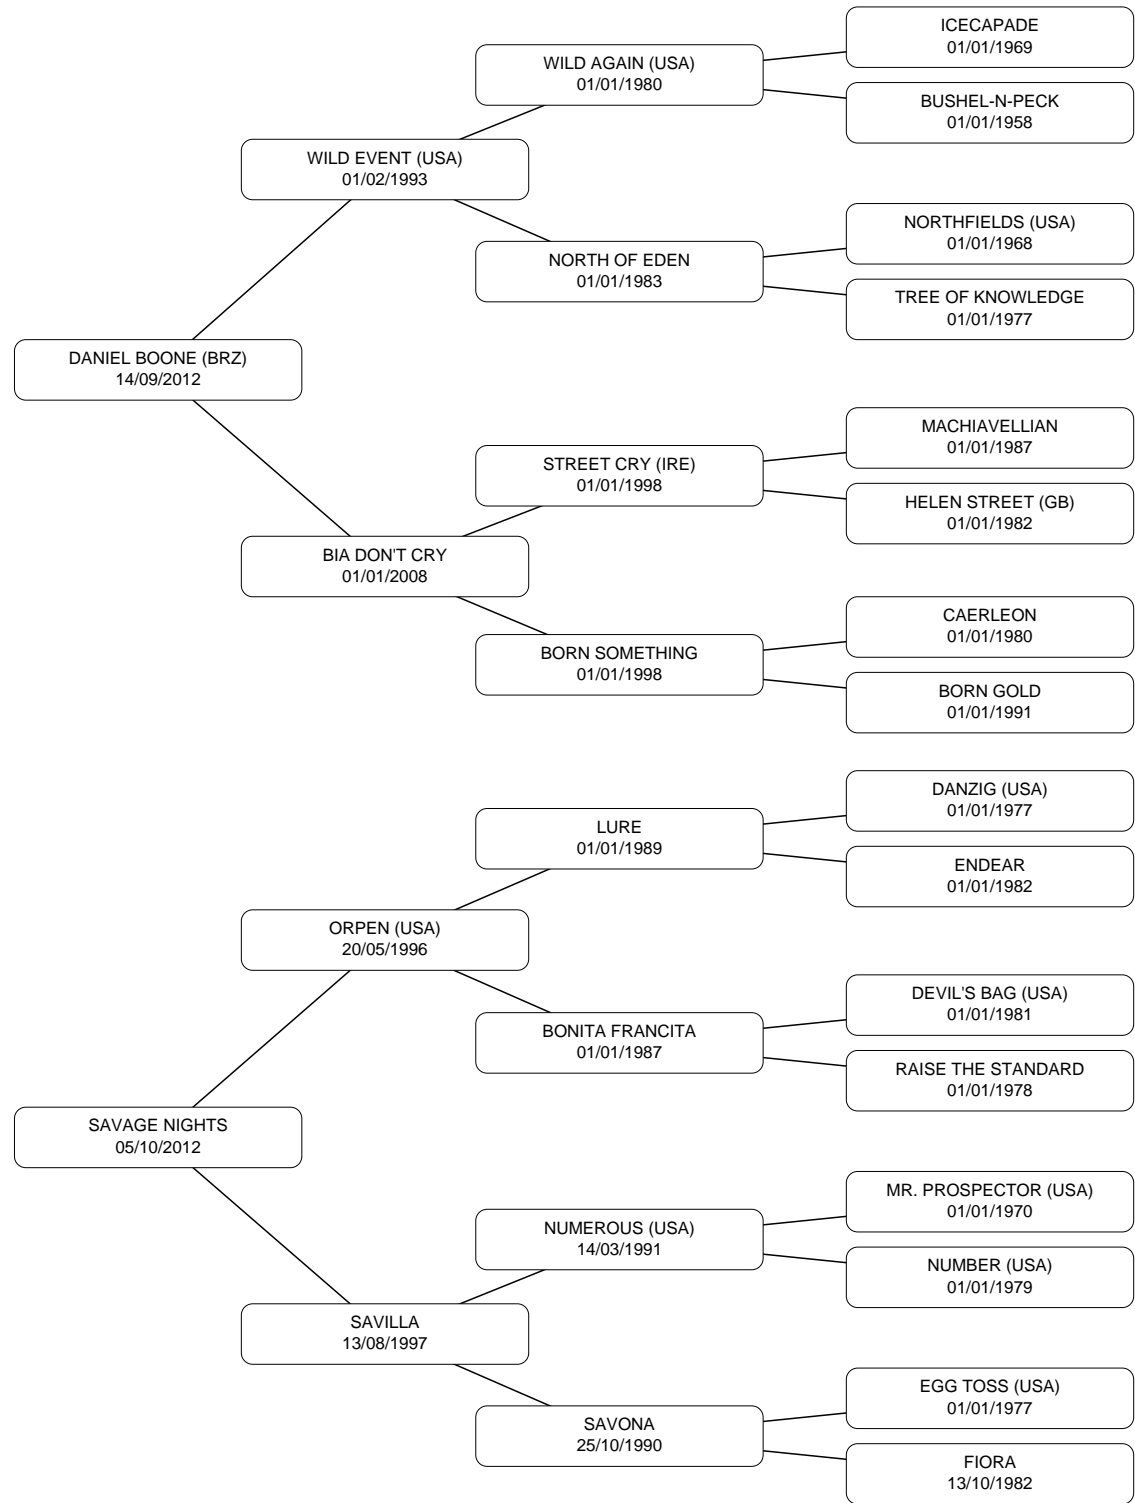 ICECAPADE
01/01/1969
WILD AGAIN (USA)
01/01/1980
BUSHEL-N-PECK
01/01/1958
WILD EVENT (USA)
01/02/1993
NORTHFIELDS (USA)
01/01/1968
NORTH OF EDEN
01/01/1983
TREE OF KNOWLEDGE
01/01/1977
DANIEL BOONE (BRZ)
14/09/2012
MACHIAVELLIAN
01/01/1987
STREET CRY (IRE)
01/01/1998
HELEN STREET (GB)
01/01/1982
BIA DON'T CRY
01/01/2008
CAERLEON
01/01/1980
BORN SOMETHING
01/01/1998
BORN GOLD
01/01/1991
DANZIG (USA)
01/01/1977
LURE
01/01/1989
ENDEAR
01/01/1982
ORPEN (USA)
20/05/1996
DEVIL'S BAG (USA)
01/01/1981
BONITA FRANCITA
01/01/1987
RAISE THE STANDARD
01/01/1978
SAVAGE NIGHTS
05/10/2012
MR. PROSPECTOR (USA)
01/01/1970
NUMEROUS (USA)
14/03/1991
NUMBER (USA)
01/01/1979
SAVILLA
13/08/1997
EGG TOSS (USA)
01/01/1977
SAVONA
25/10/1990
FIORA
13/10/1982